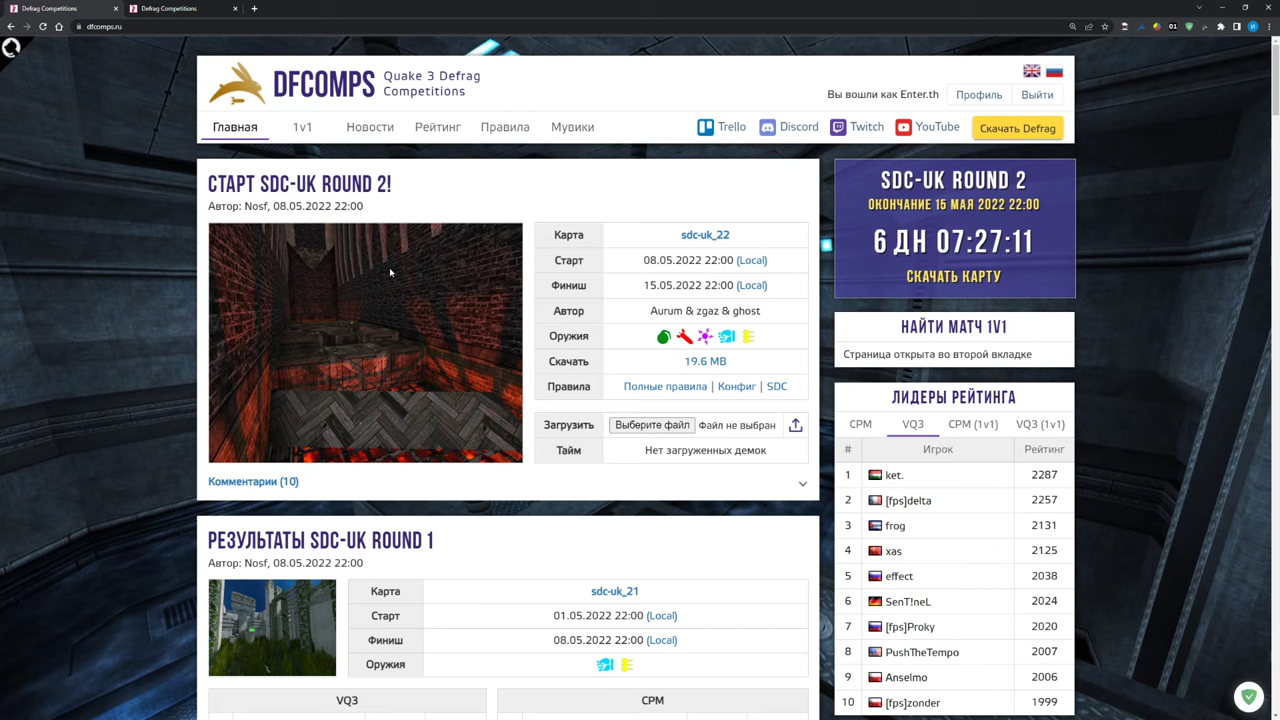 Defrag Competitions
Defrag Competitions
dfcomps.ru
DFCOMPS
Quake 3 Defrag
Competitions
Вы вошли как Enter.th
Профиль
Выйти
Главная
1v1
Новости
Рейтинг
Правила
Мувики
Trello
Discord
Twitch
YouTube
Скачать Defrag
СТАРТ SDC-UK ROUND 2!
Автор: Nosf, 08.05.2022 22:00
Карта sdc-uk_22
Старт 08.05.2022 22:00 (Local)
Финиш 15.05.2022 22:00 (Local)
Автор Aurum & zgaz & ghost
Оружия
Скачать 19.6 MB
Правила Полные правила | Конфиг | SDC
Загрузить Выберите файл Файл не выбран
Тайм Нет загруженных демок
Комментарии (10)
РЕЗУЛЬТАТЫ SDC-UK ROUND 1
Автор: Nosf, 08.05.2022 22:00
Карта sdc-uk_21
Старт 01.05.2022 22:00 (Local)
Финиш 08.05.2022 22:00 (Local)
Оружия
VQ3 CPM
SDC-UK ROUND 2
ОКОНЧАНИЕ 15 МАЯ 2022 22:00
6 ДН 07:27:11
СКАЧАТЬ КАРТУ
НАЙТИ МАТЧ 1V1
Страница открыта во второй вкладке
ЛИДЕРЫ РЕЙТИНГА
CPM VQ3 CPM (1v1) VQ3 (1v1)
# Игрок Рейтинг
1 ket. 2287
2 [fps]delta 2257
3 frog 2131
4 xas 2125
5 effect 2038
6 SenT!neL 2024
7 [fps]Proky 2020
8 PushTheTempo 2007
9 Anselmo 2006
10 [fps]zonder 1999